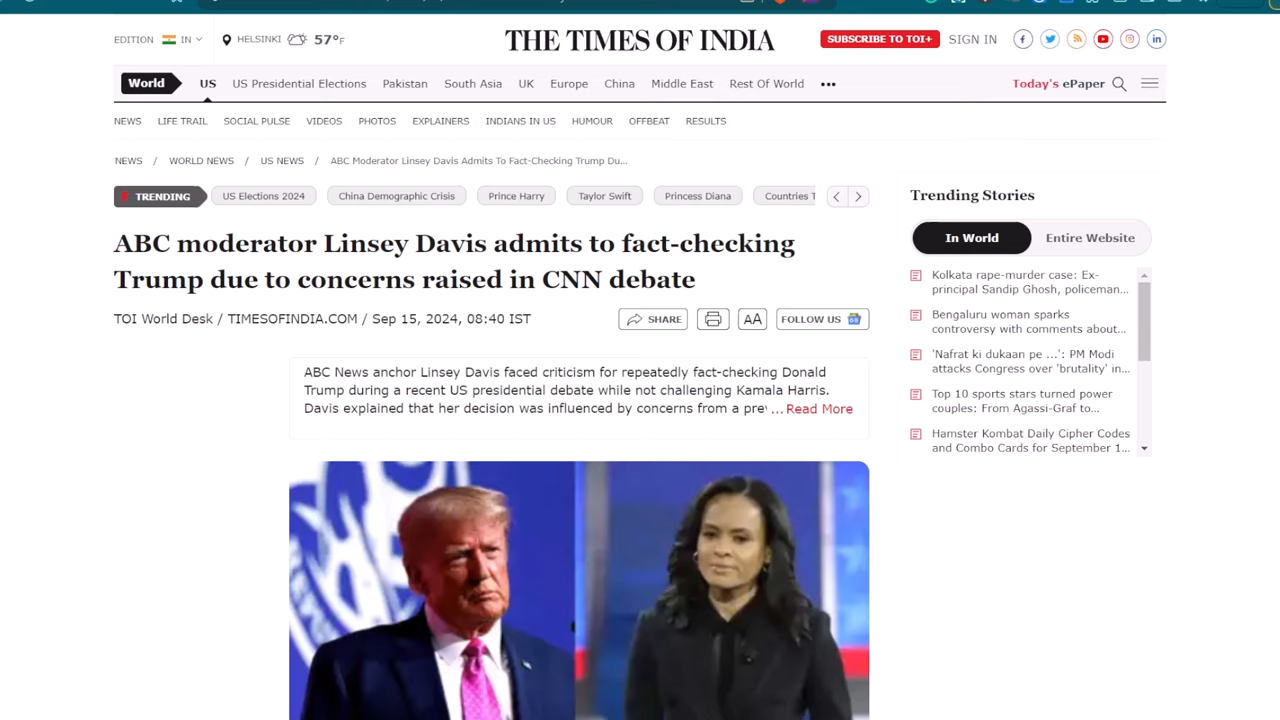 EDITION IN HELSINKI 57°F THE TIMES OF INDIA SUBSCRIBE TO TOI+ SIGN IN
World US US Presidential Elections Pakistan South Asia UK Europe China Middle East Rest Of World ••• Today's ePaper
NEWS LIFE TRAIL SOCIAL PULSE VIDEOS PHOTOS EXPLAINERS INDIANS IN US HUMOUR OFFBEAT RESULTS
NEWS / WORLD NEWS / US NEWS / ABC Moderator Linsey Davis Admits To Fact-Checking Trump Du...
# TRENDING US Elections 2024 China Demographic Crisis Prince Harry Taylor Swift Princess Diana Countries T
ABC moderator Linsey Davis admits to fact-checking
Trump due to concerns raised in CNN debate
TOI World Desk / TIMESOFINDIA.COM / Sep 15, 2024, 08:40 IST SHARE AA FOLLOW US
ABC News anchor Linsey Davis faced criticism for repeatedly fact-checking Donald
Trump during a recent US presidential debate while not challenging Kamala Harris.
Davis explained that her decision was influenced by concerns from a pre ... Read More
Trending Stories
In World Entire Website
Kolkata rape-murder case: Ex-
principal Sandip Ghosh, policeman...
Bengaluru woman sparks
controversy with comments about...
'Nafrat ki dukaan pe ...': PM Modi
attacks Congress over 'brutality' in...
Top 10 sports stars turned power
couples: From Agassi-Graf to...
Hamster Kombat Daily Cipher Codes
and Combo Cards for September 1...